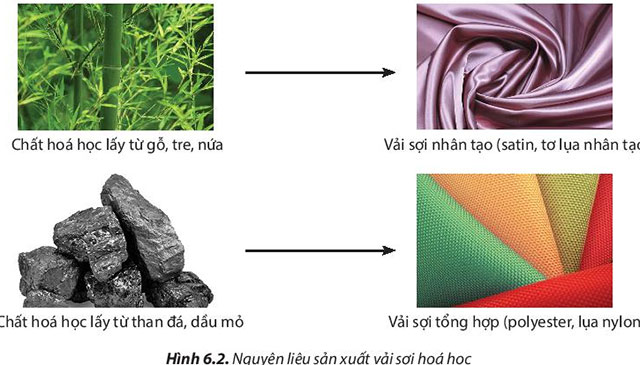 Chất hoá học lấy từ gỗ, tre, nứa
Vải sợi nhân tạo (satin, tơ lụa nhân tạo
Chất hoá học lấy từ than đá, dầu mỏ
Vải sợi tổng hợp (polyester, lụa nylon
Hình 6.2. Nguyên liệu sản xuất vải sợi hoá học